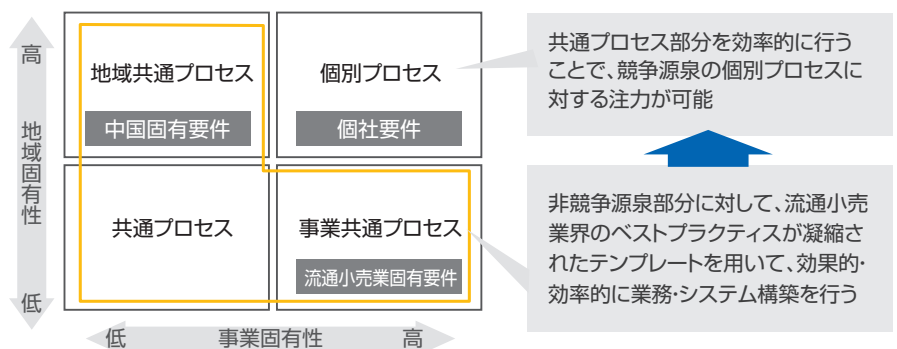 高
地域固有性
低
地域共通プロセス
中国固有要件
個別プロセス
個社要件
共通プロセス
事業共通プロセス
流通小売業固有要件
低
事業固有性
高
共通プロセス部分を効率的に行う
ことで、競争源泉の個別プロセスに
対する注力が可能
非競争源泉部分に対して、流通小売
業界のベストプラクティスが凝縮さ
れたテンプレートを用いて、効果的・
効率的に業務・システム構築を行う